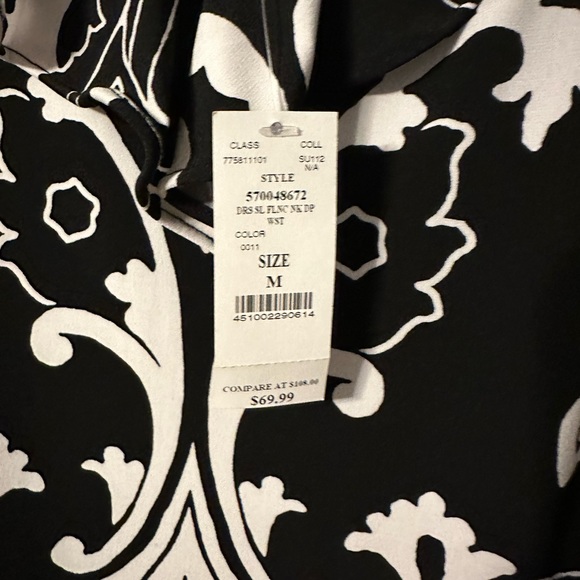 CLASS COLL
775811101 SU112
N/A
STYLE
570048672
DRS SL FLNC NK DP
WST
COLOR
0011
SIZE
M
451002290614
COMPARE AT $108.00
$69.99